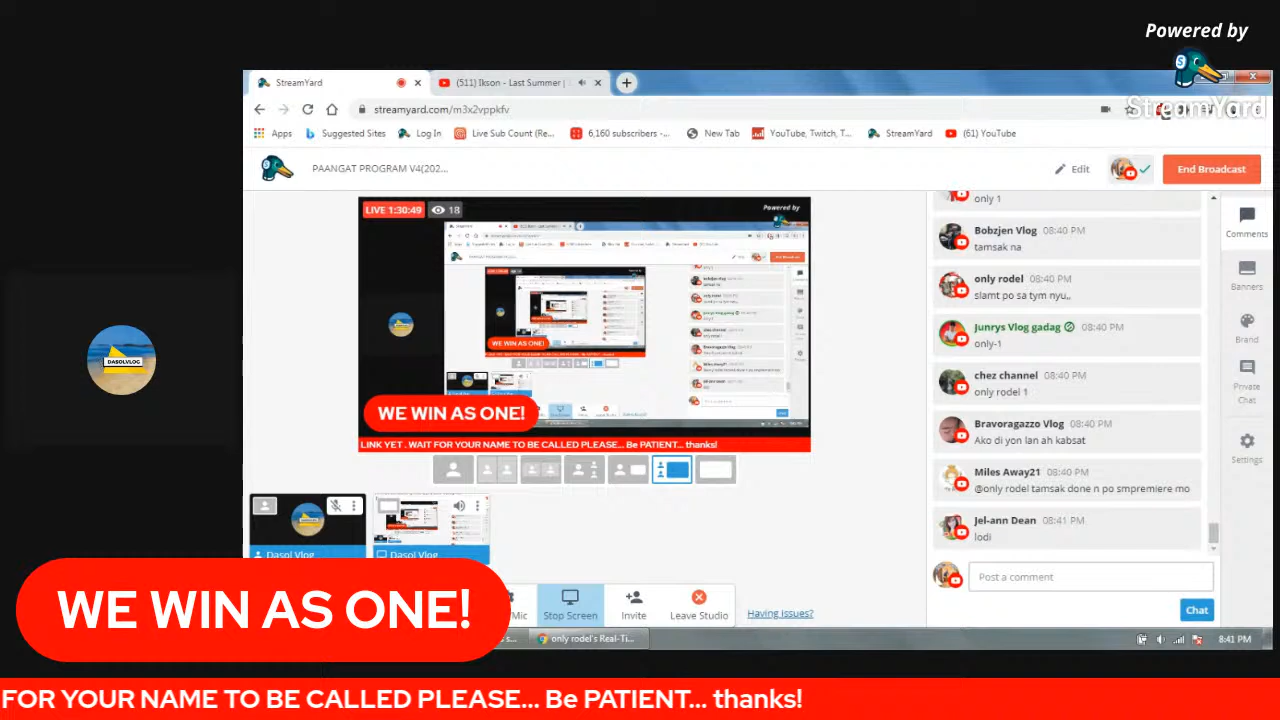 Powered by
StreamYard
StreamYard
(511) Ikson - Last Summer |
streamyard.com/m3x2vppkfv
Apps
Suggested Sites
Log In
Live Sub Count (Re...
6,160 subscribers -...
New Tab
YouTube, Twitch, T...
StreamYard
(61) YouTube
PAANGAT PROGRAM V4(202...
Edit
End Broadcast
LIVE 1:30:49
18
Powered by
WE WIN AS ONE!
WE WIN AS ONE!
LINK YET . WAIT FOR YOUR NAME TO BE CALLED PLEASE... Be PATIENT... thanks!
only 1
Bobzjen Vlog 08:40 PM
tamsak na
only rodel 08:40 PM
slamt po sa tym nyu,,
Junrys Vlog gadag 08:40 PM
only-1
chez channel 08:40 PM
only rodel 1
Bravoragazzo Vlog 08:40 PM
Ako di yon lan ah kabsat
Miles Away21 08:40 PM
@only rodel tamsak done n po smpremiere mo
Jel-ann Dean 08:41 PM
lodi
Post a comment
Chat
Comments
Banners
Brand
Private
Chat
Settings
DASOLVLOG
Dasol Vlog
Dasol Vlog
Mic
Stop Screen
Invite
Leave Studio
Having issues?
only rodel's Real-Ti...
8:41 PM
WE WIN AS ONE!
FOR YOUR NAME TO BE CALLED PLEASE... Be PATIENT... thanks!